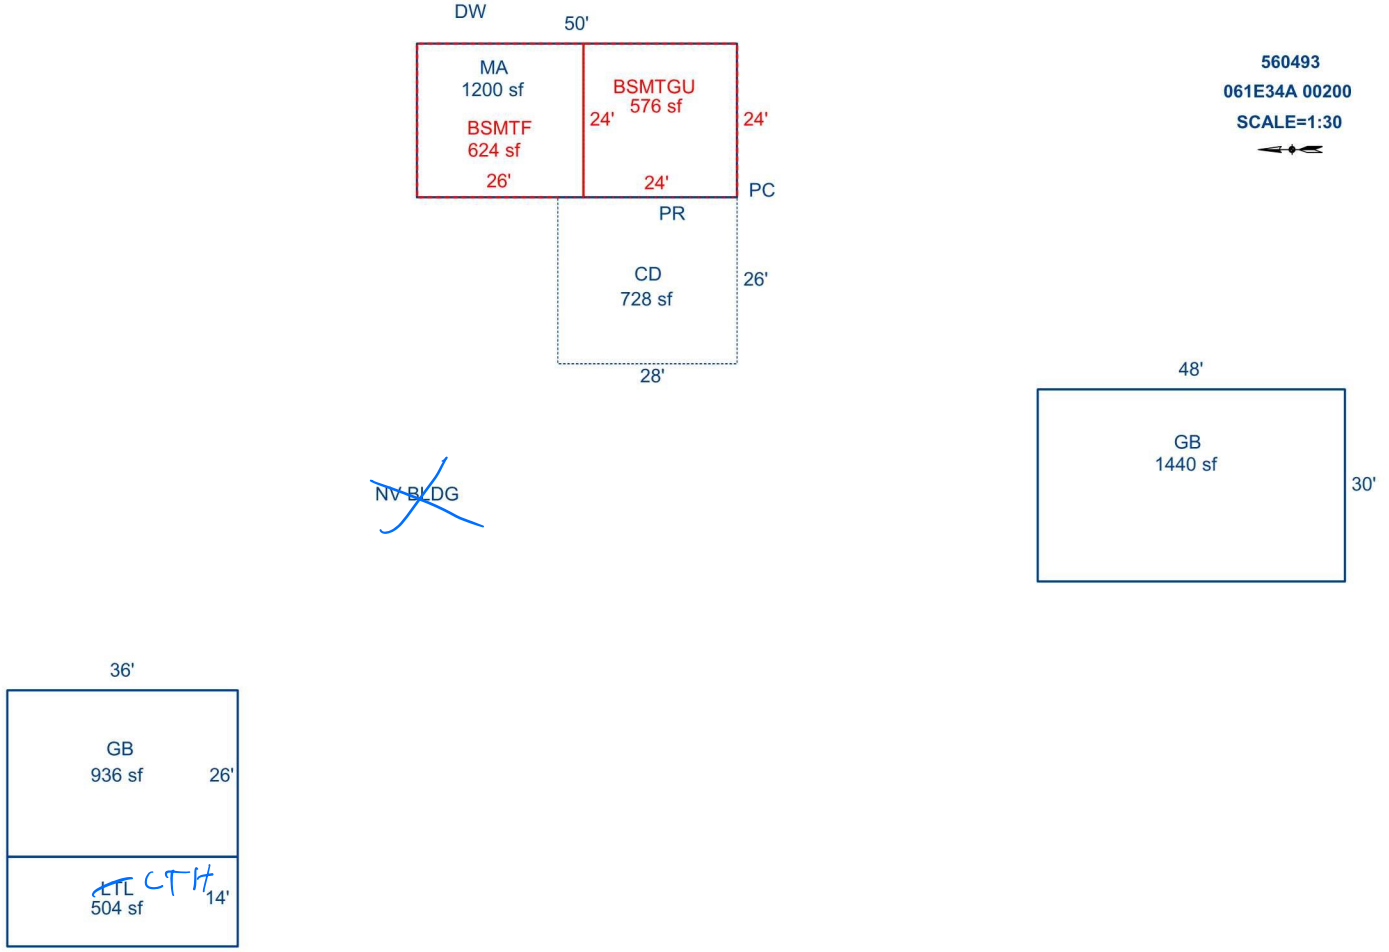 DW
50'
MA
1200 sf
BSMTF
624 sf
26'
24'
BSMTGU
576 sf
24'
24'
PC
PR
CD
728 sf
26'
28'
560493
061E34A 00200
SCALE=1:30
48'
GB
1440 sf
30'
NV BLDG
36'
GB
936 sf
26'
LTL CTH
504 sf
14'